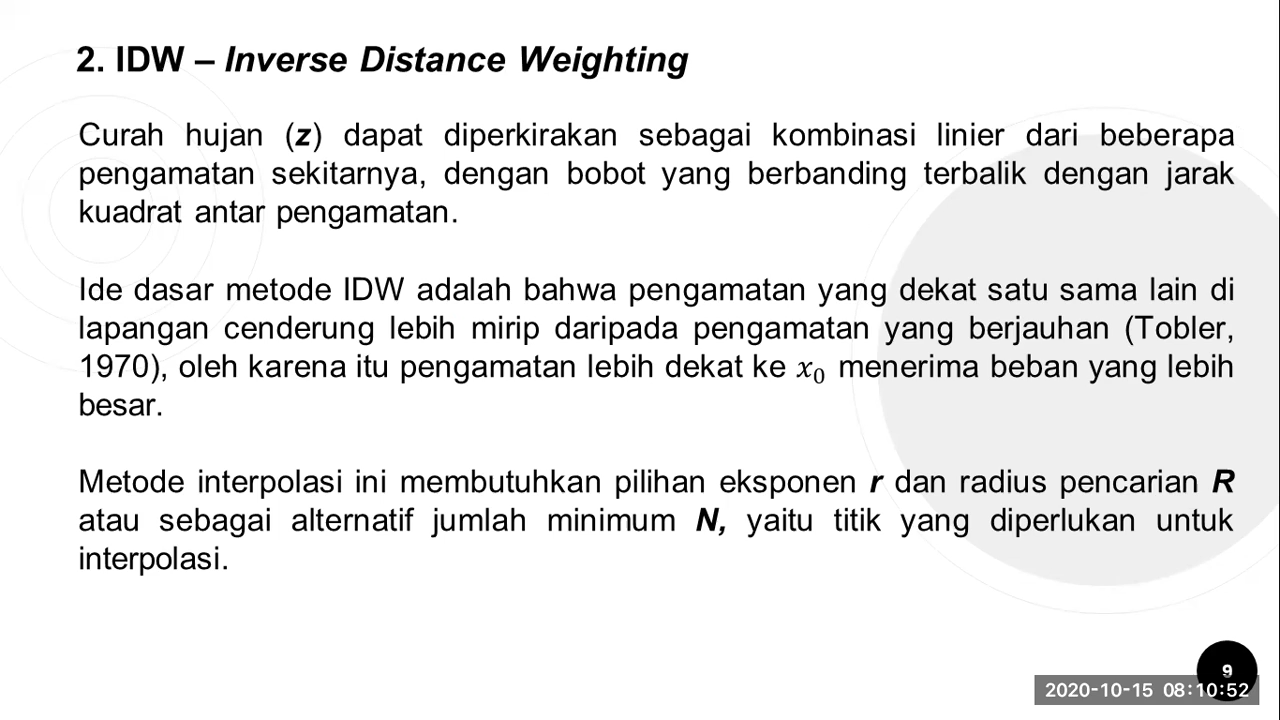 2. IDW – Inverse Distance Weighting
Curah hujan (z) dapat diperkirakan sebagai kombinasi linier dari beberapa
pengamatan sekitarnya, dengan bobot yang berbanding terbalik dengan jarak
kuadrat antar pengamatan.
Ide dasar metode IDW adalah bahwa pengamatan yang dekat satu sama lain di
lapangan cenderung lebih mirip daripada pengamatan yang berjauhan (Tobler,
1970), oleh karena itu pengamatan lebih dekat ke x₀ menerima beban yang lebih
besar.
Metode interpolasi ini membutuhkan pilihan eksponen r dan radius pencarian R
atau sebagai alternatif jumlah minimum N, yaitu titik yang diperlukan untuk
interpolasi.
9
2020-10-15 08:10:52